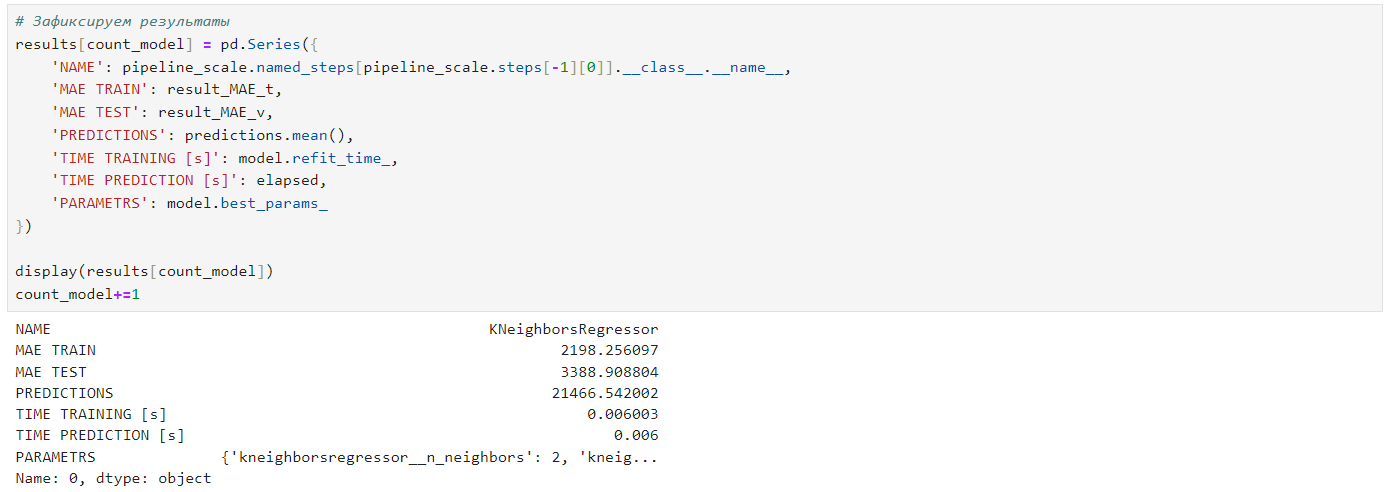 # Зафиксируем результаты
results[count_model] = pd.Series({
    'NAME': pipeline_scale.named_steps[pipeline_scale.steps[-1][0]].__class__.__name__,
    'MAE TRAIN': result_MAE_t,
    'MAE TEST': result_MAE_v,
    'PREDICTIONS': predictions.mean(),
    'TIME TRAINING [s]': model.refit_time_,
    'TIME PREDICTION [s]': elapsed,
    'PARAMETRS': model.best_params_
})
display(results[count_model])
count_model+=1
NAME KNeighborsRegressor
MAE TRAIN 2198.256097
MAE TEST 3388.908804
PREDICTIONS 21466.542002
TIME TRAINING [s] 0.006003
TIME PREDICTION [s] 0.006
PARAMETRS {'kneighborsregressor__n_neighbors': 2, 'kneig...
Name: 0, dtype: object